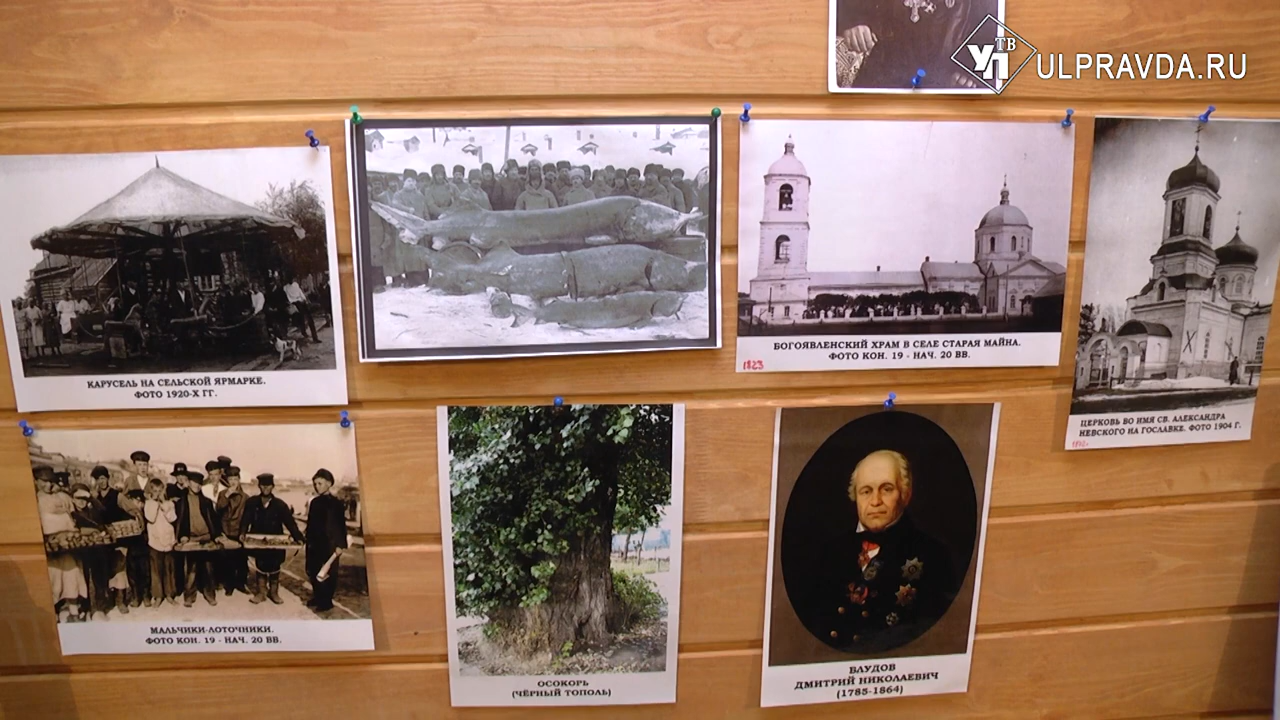 УП ТВ
ULPRAVDA.RU
КАРУСЕЛЬ НА СЕЛЬСКОЙ ЯРМАРКЕ.
ФОТО 1920-Х ГГ.
БОГОЯВЛЕНСКИЙ ХРАМ В СЕЛЕ СТАРАЯ МАЙНА.
ФОТО КОН. 19 - НАЧ. 20 ВВ.
1823
ЦЕРКОВЬ ВО ИМЯ СВ. АЛЕКСАНДРА
НЕВСКОГО НА ГОСЛАВКЕ. ФОТО 1904 Г.
МАЛЬЧИКИ-ЛОТОЧНИКИ.
ФОТО КОН. 19 - НАЧ. 20 ВВ.
ОСОКОРЬ
(ЧЁРНЫЙ ТОПОЛЬ)
БЛУДОВ
ДМИТРИЙ НИКОЛАЕВИЧ
(1785-1864)